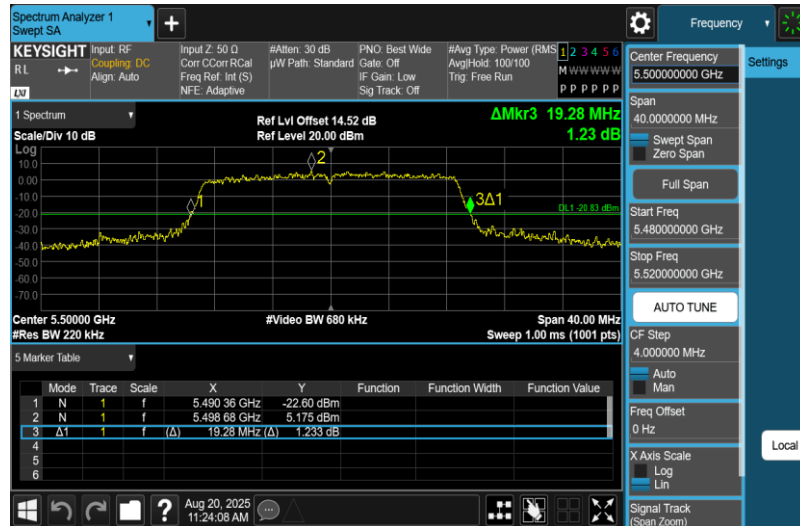 Spectrum Analyzer 1
Swept SA
Frequency
KEYSIGHT
RL
LXI
Input: RF
Coupling: DC
Align: Auto
Input Z: 50 Ω
Corr CCorr RCal
Freq Ref: Int (S)
NFE: Adaptive
#Atten: 30 dB
µW Path: Standard
PNO: Best Wide
Gate: Off
IF Gain: Low
Sig Track: Off
#Avg Type: Power (RMS
Avg|Hold: 100/100
Trig: Free Run
1 2 3 4 5 6
M W W W W W
P P P P P P
1 Spectrum
Scale/Div 10 dB
Log
Ref Lvl Offset 14.52 dB
Ref Level 20.00 dBm
ΔMkr3 19.28 MHz
1.23 dB
10.0
0.00
-10.0
-20.0
-30.0
-40.0
-50.0
-60.0
-70.0
1
2
3Δ1
DL1 -20.83 dBm
Center 5.50000 GHz
#Video BW 680 kHz
Span 40.00 MHz
#Res BW 220 kHz
Sweep 1.00 ms (1001 pts)
5 Marker Table
Mode Trace Scale X Y Function Function Width Function Value
1 N 1 f 5.490 36 GHz -22.60 dBm
2 N 1 f 5.498 68 GHz 5.175 dBm
3 Δ1 1 f (Δ) 19.28 MHz (Δ) 1.233 dB
4
5
6
?
Aug 20, 2025
11:24:08 AM
Center Frequency
5.500000000 GHz
Settings
Span
40.0000000 MHz
Swept Span
Zero Span
Full Span
Start Freq
5.480000000 GHz
Stop Freq
5.520000000 GHz
AUTO TUNE
CF Step
4.000000 MHz
Auto
Man
Freq Offset
0 Hz
Local
X Axis Scale
Log
Lin
Signal Track
(Span Zoom)